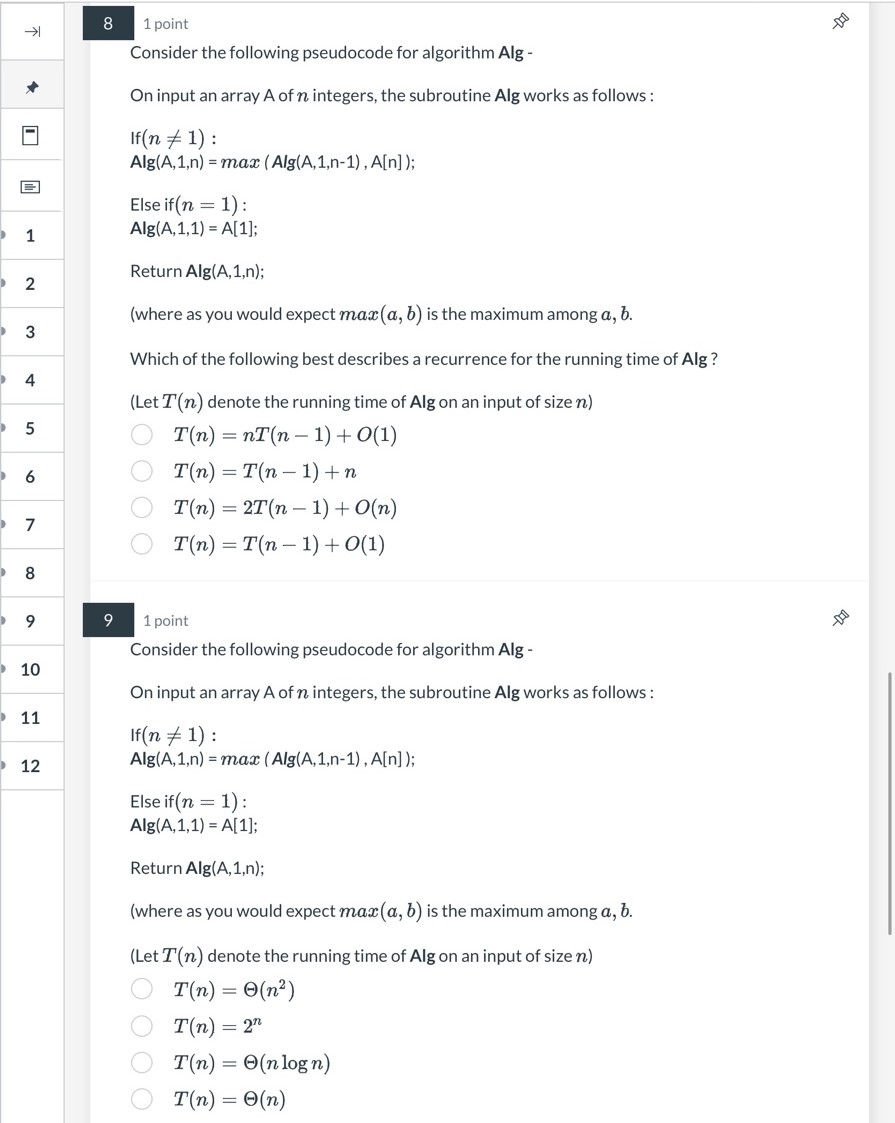 8 1 point
Consider the following pseudocode for algorithm Alg -
On input an array A of n integers, the subroutine Alg works as follows :
If(n ≠ 1) :
Alg(A,1,n) = max ( Alg(A,1,n-1) , A[n] );
Else if(n = 1) :
Alg(A,1,1) = A[1];
Return Alg(A,1,n);
(where as you would expect max(a, b) is the maximum among a, b.
Which of the following best describes a recurrence for the running time of Alg ?
(Let T(n) denote the running time of Alg on an input of size n)
T(n) = nT(n − 1) + O(1)
T(n) = T(n − 1) + n
T(n) = 2T(n − 1) + O(n)
T(n) = T(n − 1) + O(1)
9 1 point
Consider the following pseudocode for algorithm Alg -
On input an array A of n integers, the subroutine Alg works as follows :
If(n ≠ 1) :
Alg(A,1,n) = max ( Alg(A,1,n-1) , A[n] );
Else if(n = 1) :
Alg(A,1,1) = A[1];
Return Alg(A,1,n);
(where as you would expect max(a, b) is the maximum among a, b.
(Let T(n) denote the running time of Alg on an input of size n)
T(n) = Θ(n²)
T(n) = 2ⁿ
T(n) = Θ(n log n)
T(n) = Θ(n)
1
2
3
4
5
6
7
8
9
10
11
12